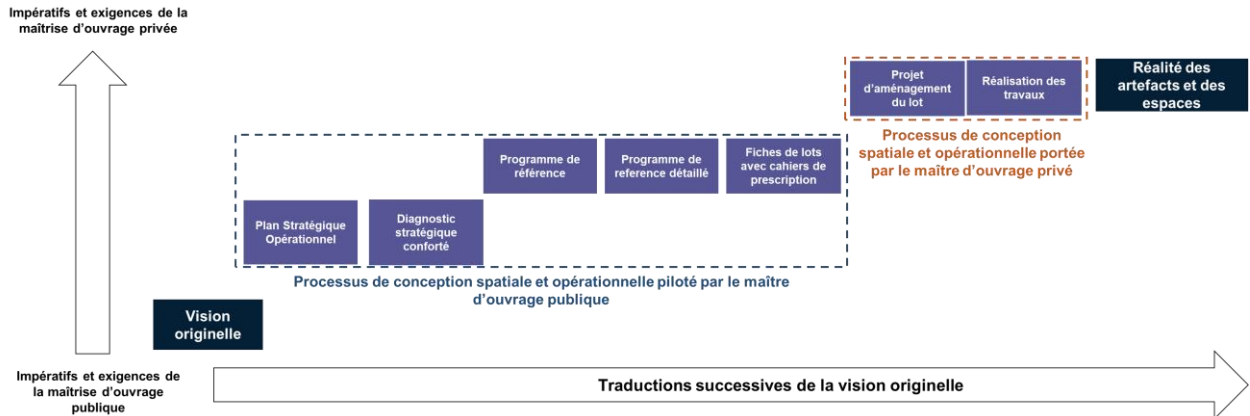 Impératifs et exigences de la
maîtrise d'ouvrage privée
Projet
d'aménagement
du lot
Réalisation des
travaux
Réalité des
artefacts et des
espaces
Processus de conception
spatiale et opérationnelle portée
par le maître d'ouvrage privé
Programme de
référence
Programme de
reference détaillé
Fiches de lots
avec cahiers de
prescription
Plan Stratégique
Opérationnel
Diagnostic
stratégique
conforté
Processus de conception spatiale et opérationnelle piloté par le maître
d'ouvrage publique
Vision
originelle
Impératifs et exigences de
la maîtrise d'ouvrage
publique
Traductions successives de la vision originelle